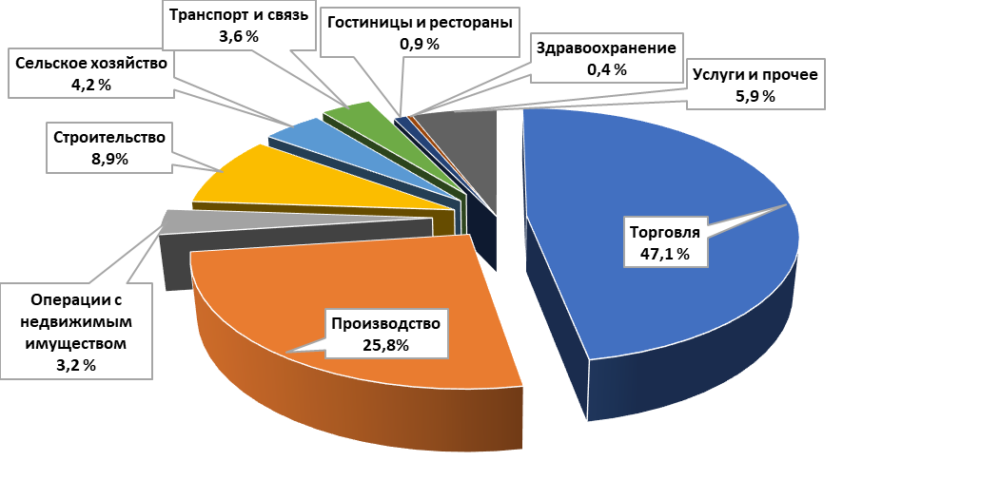 Транспорт и связь
3,6 %
Гостиницы и рестораны
0,9 %
Здравоохранение
0,4 %
Услуги и прочее
5,9 %
Сельское хозяйство
4,2 %
Строительство
8,9%
Торговля
47,1 %
Операции с
недвижимым
имуществом
3,2 %
Производство
25,8%